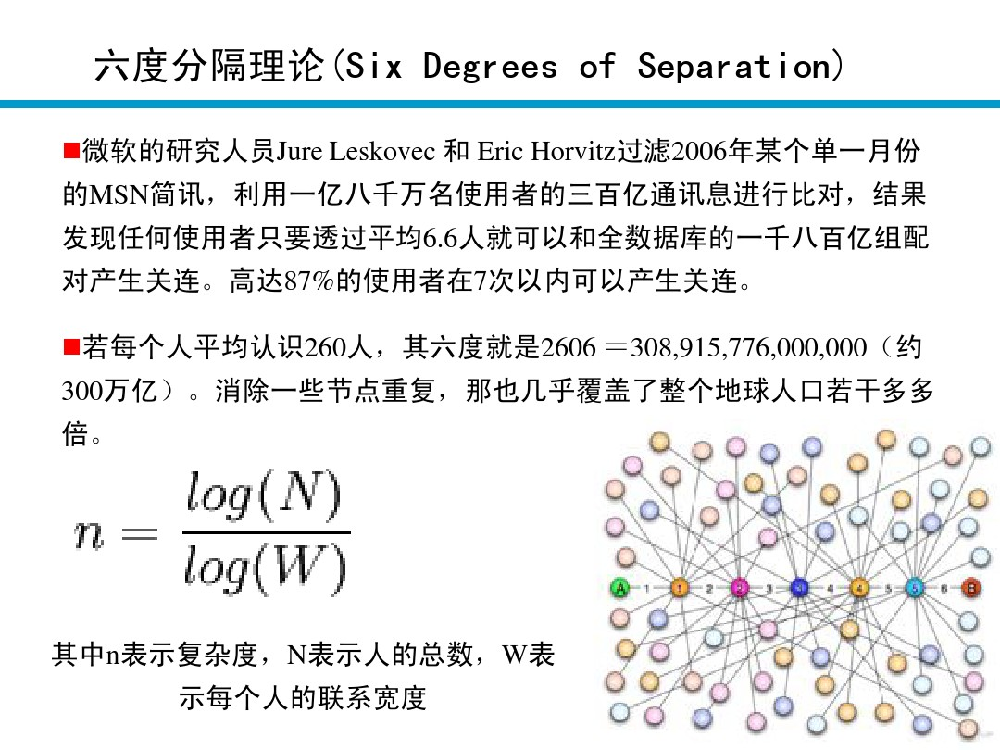 六度分隔理论(Six Degrees of Separation)
■微软的研究人员Jure Leskovec 和 Eric Horvitz过滤2006年某个单一月份
的MSN简讯，利用一亿八千万名使用者的三百亿通讯息进行比对，结果
发现任何使用者只要透过平均6.6人就可以和全数据库的一千八百亿组配
对产生关连。高达87%的使用者在7次以内可以产生关连。
■若每个人平均认识260人，其六度就是2606 ＝308,915,776,000,000（约
300万亿）。消除一些节点重复，那也几乎覆盖了整个地球人口若干多多
倍。
n = log(N)
log(W)
A 1 1 2 2 3 3 4 4 5 5 6 B
其中n表示复杂度，N表示人的总数，W表
示每个人的联系宽度